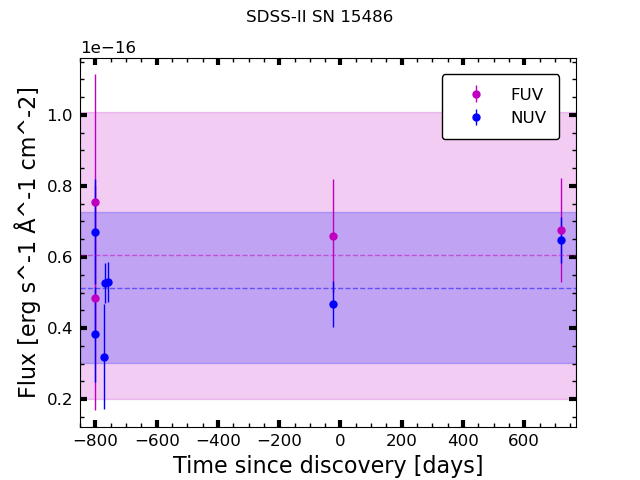 SDSS-II SN 15486
1e−16
Flux [erg s^-1 Å^-1 cm^-2]
1.0
0.8
0.6
0.4
0.2
FUV
NUV
−800 −600 −400 −200 0 200 400 600
Time since discovery [days]